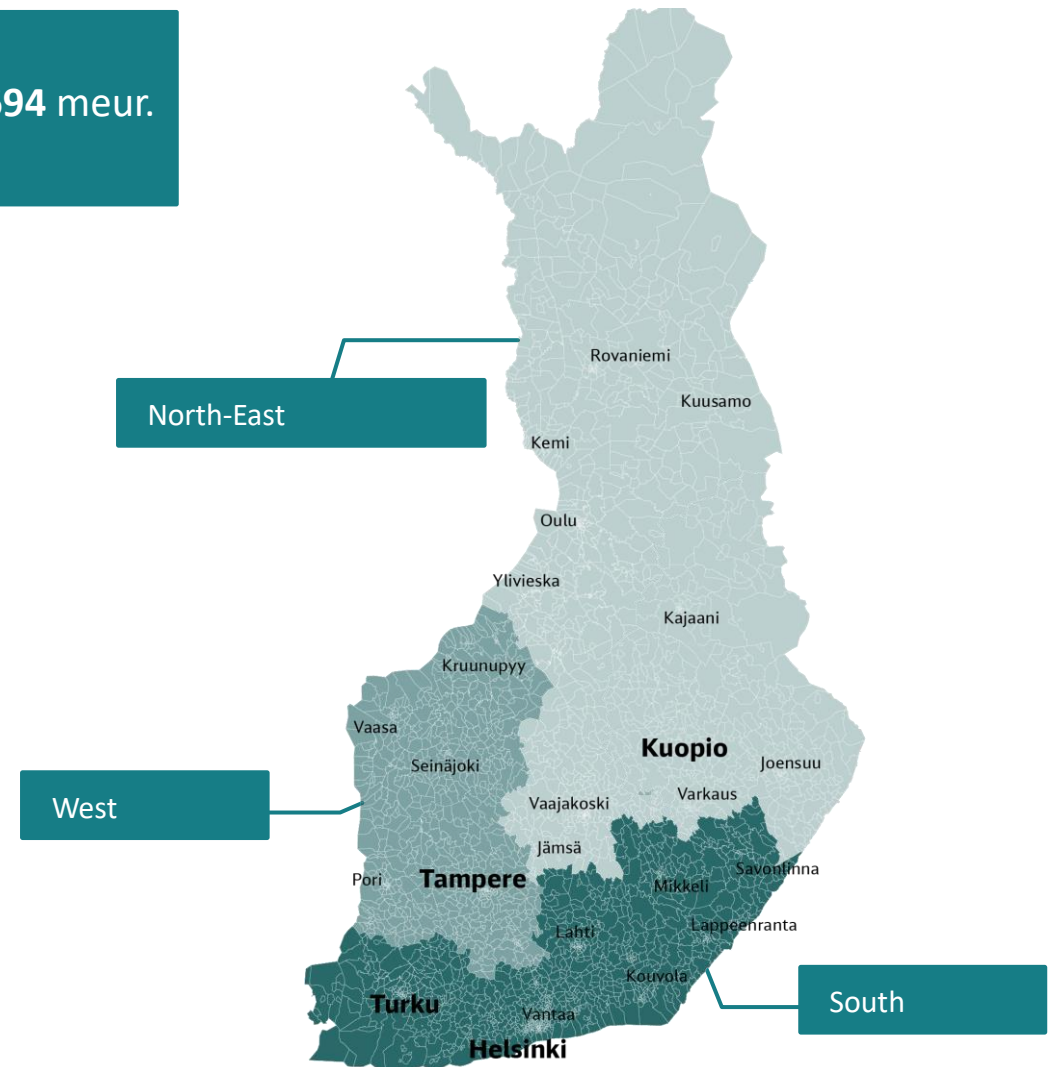 meur.
Rovaniemi
Kuusamo
North-East
Kemi
Oulu
Ylivieska
Kajaani
Kruunupyy
Vaasa
Kuopio
Joensuu
Seinäjoki
Varkaus
West
Vaajakoski
Jämsä
Savonlinna
Pori
Tampere
Mikkeli
Lappeenranta
Lahti
Kouvola
South
Turku
Vantaa
Helsinki